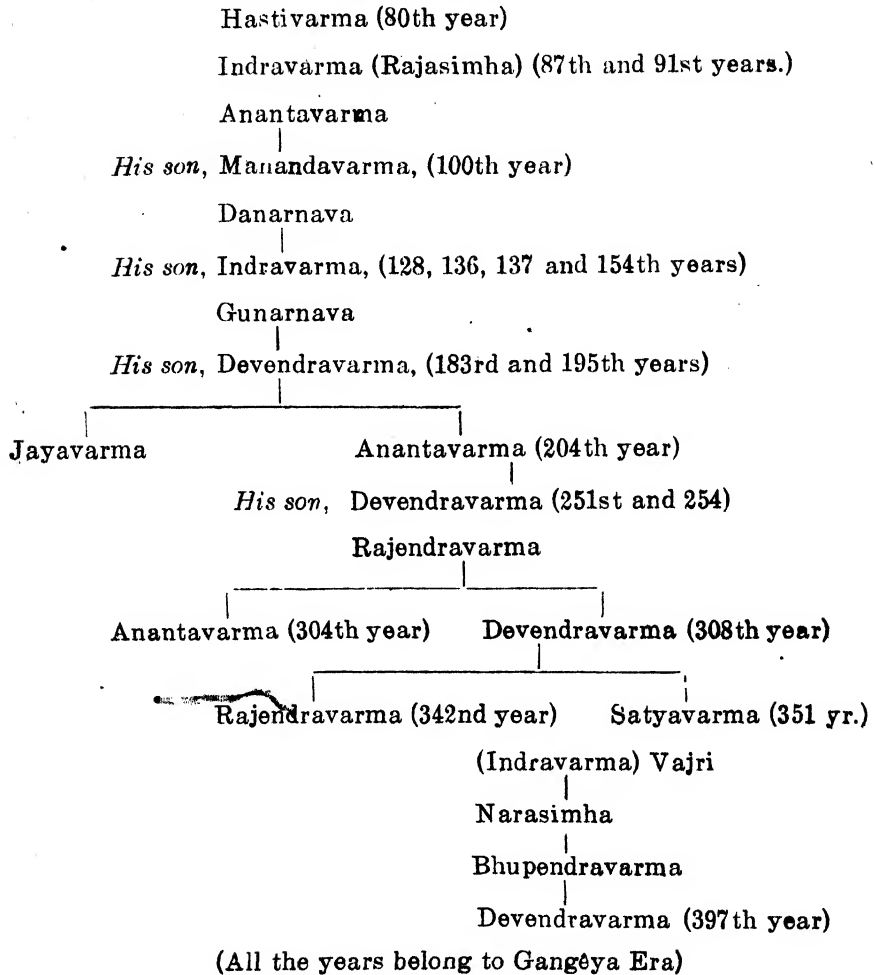 Hastivarma (80th year)
Indravarma (Rajasimha) (87th and 91st years.)
Anantavarma
His son, Manandavarma, (100th year)
Danarnava
His son, Indravarma, (128, 136, 137 and 154th years)
Gunarnava
His son, Devendravarma, (183rd and 195th years)
Jayavarma Anantavarma (204th year)
His son, Devendravarma (251st and 254)
Rajendravarma
Anantavarma (304th year) Devendravarma (308th year)
Rajendravarma (342nd year) Satyavarma (351 yr.)
(Indravarma) Vajri
Narasimha
Bhupendravarma
Devendravarma (397th year)
(All the years belong to Gangêya Era)